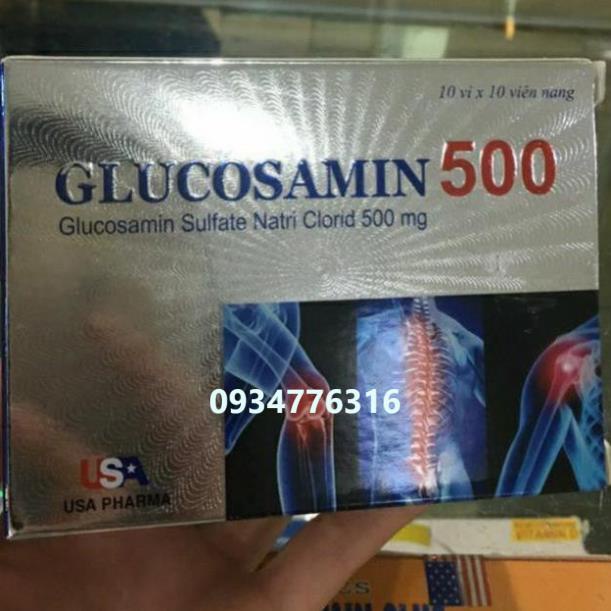 10 vỉ x 10 viên nang
GLUCOSAMIN 500
Glucosamin Sulfate Natri Clorid 500 mg
0934776316
USA
USA PHARMA